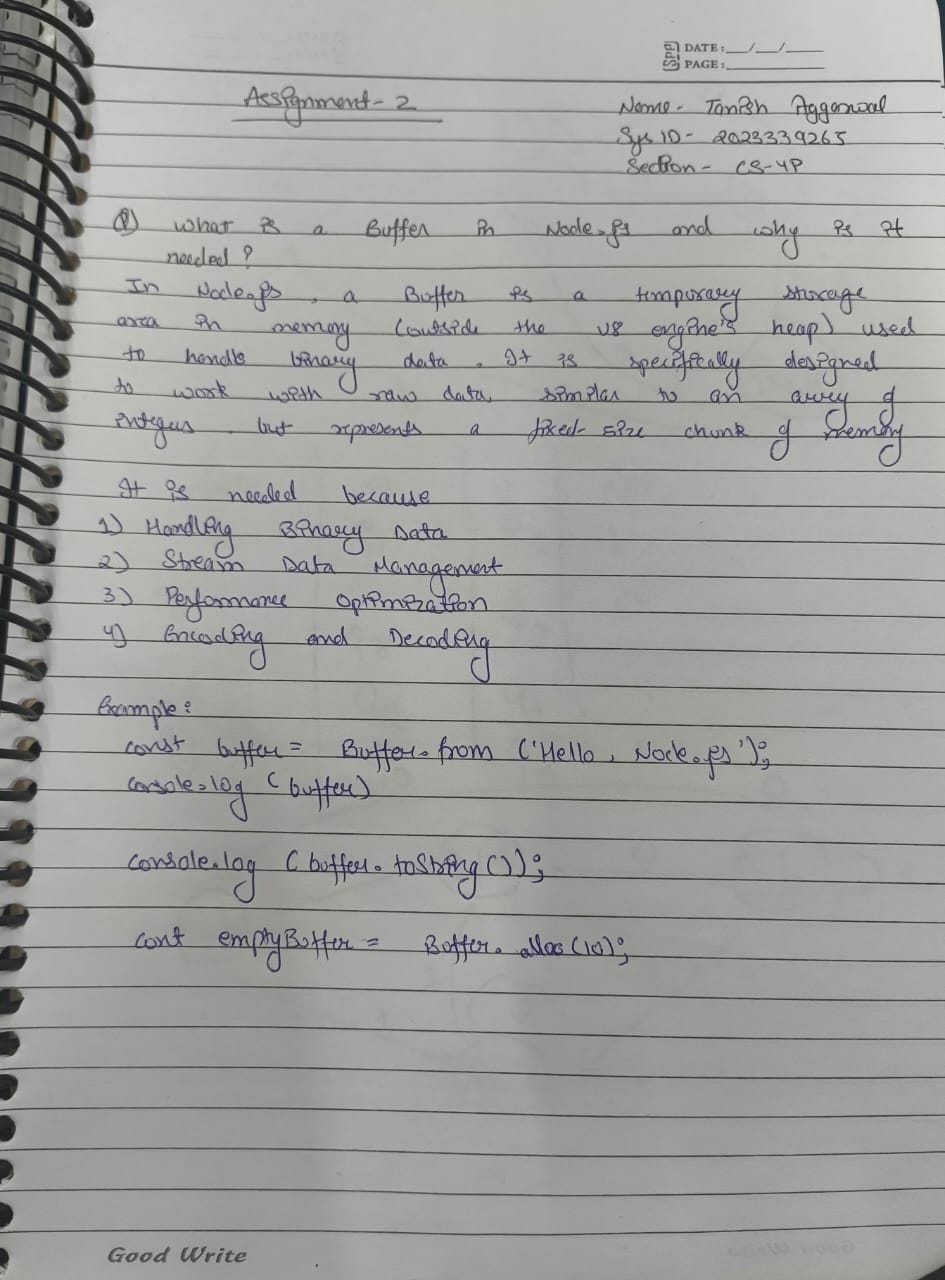 DATE: __/__/____
PAGE: ________
Assignment - 2
Name - Tanish Aggarwal
Sys ID - 2023339265
Section - CS-4P
Q) What is a Buffer in Node.js and why is it
needed?
In Node.js, a Buffer is a temporary storage
area in memory (outside the V8 engine's heap) used
to handle binary data. It is specifically designed
to work with raw data, similar to an array of
integers but represents a fixed-size chunk of memory
It is needed because
1) Handling Binary Data
2) Stream Data Management
3) Performance Optimization
4) Encoding and Decoding
Example:
const buffer = Buffer.from ('Hello, Node.js');
console.log (buffer)
console.log (buffer.toString());
cont emptyBuffer = Buffer.alloc(10);
Good Write